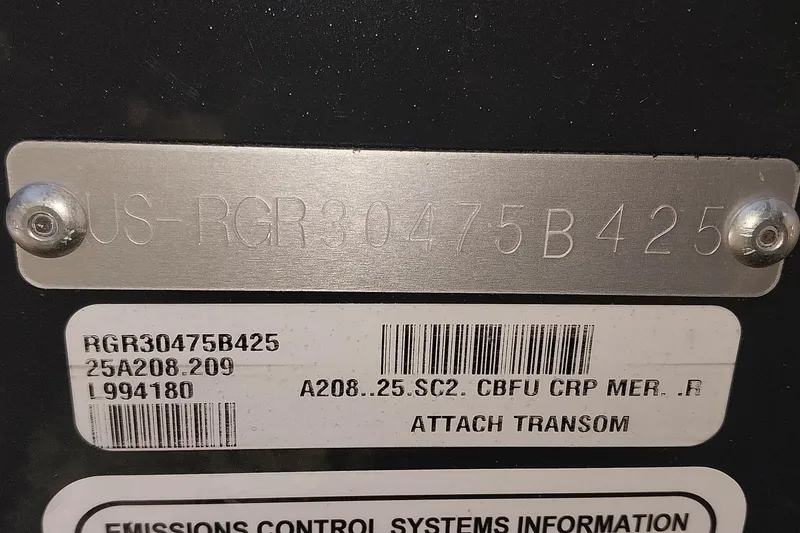 US-RGR30475B425
RGR30475B425
25A208.209
L994180
A208..25.SC2. CBFU CRP MER. .R
ATTACH TRANSOM
EMISSIONS CONTROL SYSTEMS INFORMATION